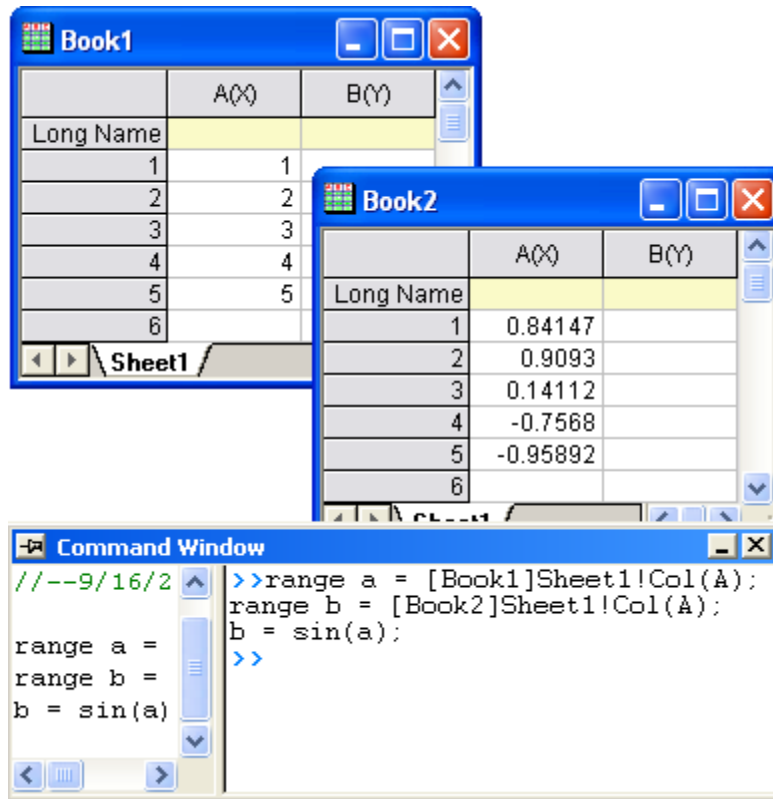 Book1
A(X) B(Y)
Long Name
1 1
2 2
3 3
4 4
5 5
6
Sheet1
Book2
A(X) B(Y)
Long Name
1 0.84147
2 0.9093
3 0.14112
4 -0.7568
5 -0.95892
6
Sheet1
Command Window
//--9/16/2
range a =
range b =
b = sin(a)
>>range a = [Book1]Sheet1!Col(A);
range b = [Book2]Sheet1!Col(A);
b = sin(a);
>>